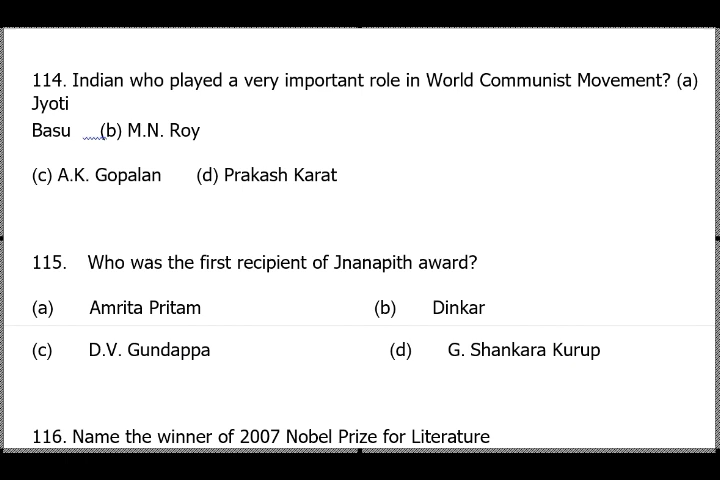 114. Indian who played a very important role in World Communist Movement? (a)
Jyoti
Basu (b) M.N. Roy
(c) A.K. Gopalan (d) Prakash Karat
115. Who was the first recipient of Jnanapith award?
(a) Amrita Pritam (b) Dinkar
(c) D.V. Gundappa (d) G. Shankara Kurup
116. Name the winner of 2007 Nobel Prize for Literature